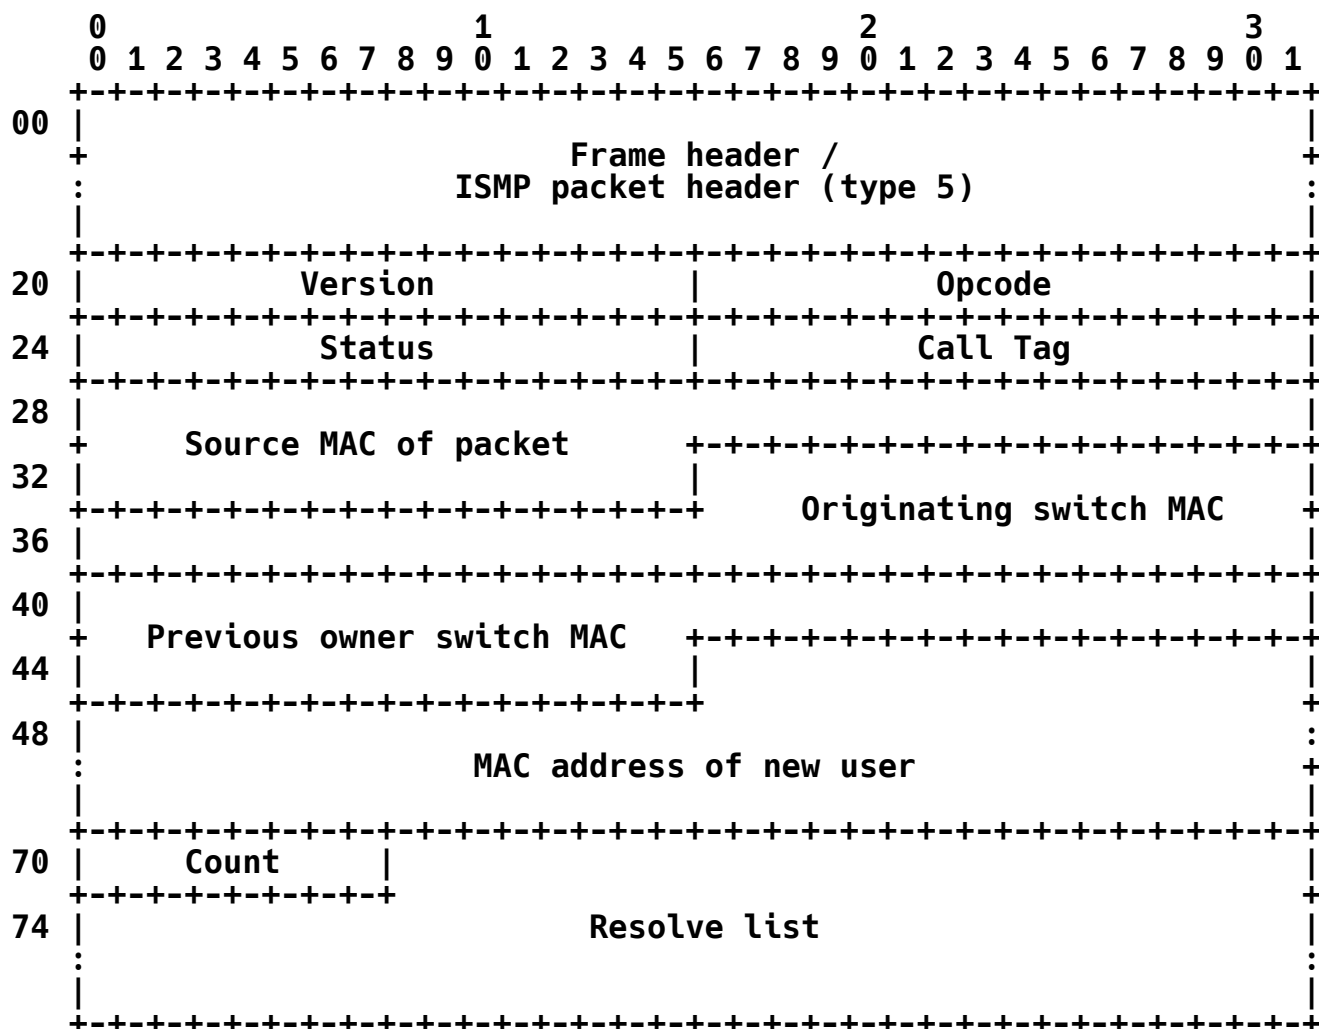 0                   1                   2                   3
    0 1 2 3 4 5 6 7 8 9 0 1 2 3 4 5 6 7 8 9 0 1 2 3 4 5 6 7 8 9 0 1
   +-+-+-+-+-+-+-+-+-+-+-+-+-+-+-+-+-+-+-+-+-+-+-+-+-+-+-+-+-+-+-+-+
00 |                                                               |
   +                         Frame header /                        +
   :                   ISMP packet header (type 5)                 :
   |                                                               |
   +-+-+-+-+-+-+-+-+-+-+-+-+-+-+-+-+-+-+-+-+-+-+-+-+-+-+-+-+-+-+-+-+
20 |           Version             |            Opcode             |
   +-+-+-+-+-+-+-+-+-+-+-+-+-+-+-+-+-+-+-+-+-+-+-+-+-+-+-+-+-+-+-+-+
24 |            Status             |           Call Tag            |
   +-+-+-+-+-+-+-+-+-+-+-+-+-+-+-+-+-+-+-+-+-+-+-+-+-+-+-+-+-+-+-+-+
28 |                                                               |
   +     Source MAC of packet      +-+-+-+-+-+-+-+-+-+-+-+-+-+-+-+-+
32 |                               |                               |
   +-+-+-+-+-+-+-+-+-+-+-+-+-+-+-+-+     Originating switch MAC    +
36 |                                                               |
   +-+-+-+-+-+-+-+-+-+-+-+-+-+-+-+-+-+-+-+-+-+-+-+-+-+-+-+-+-+-+-+-+
40 |                                                               |
   +   Previous owner switch MAC   +-+-+-+-+-+-+-+-+-+-+-+-+-+-+-+-+
44 |                               |                               |
   +-+-+-+-+-+-+-+-+-+-+-+-+-+-+-+-+                               +
48 |                                                               :
   :                    MAC address of new user                    +
   |                                                               |
   +-+-+-+-+-+-+-+-+-+-+-+-+-+-+-+-+-+-+-+-+-+-+-+-+-+-+-+-+-+-+-+-+
70 |     Count     |                                               |
   +-+-+-+-+-+-+-+-+                                               +
74 |                          Resolve list                         |
   :                                                               :
   |                                                               |
   +-+-+-+-+-+-+-+-+-+-+-+-+-+-+-+-+-+-+-+-+-+-+-+-+-+-+-+-+-+-+-+-+